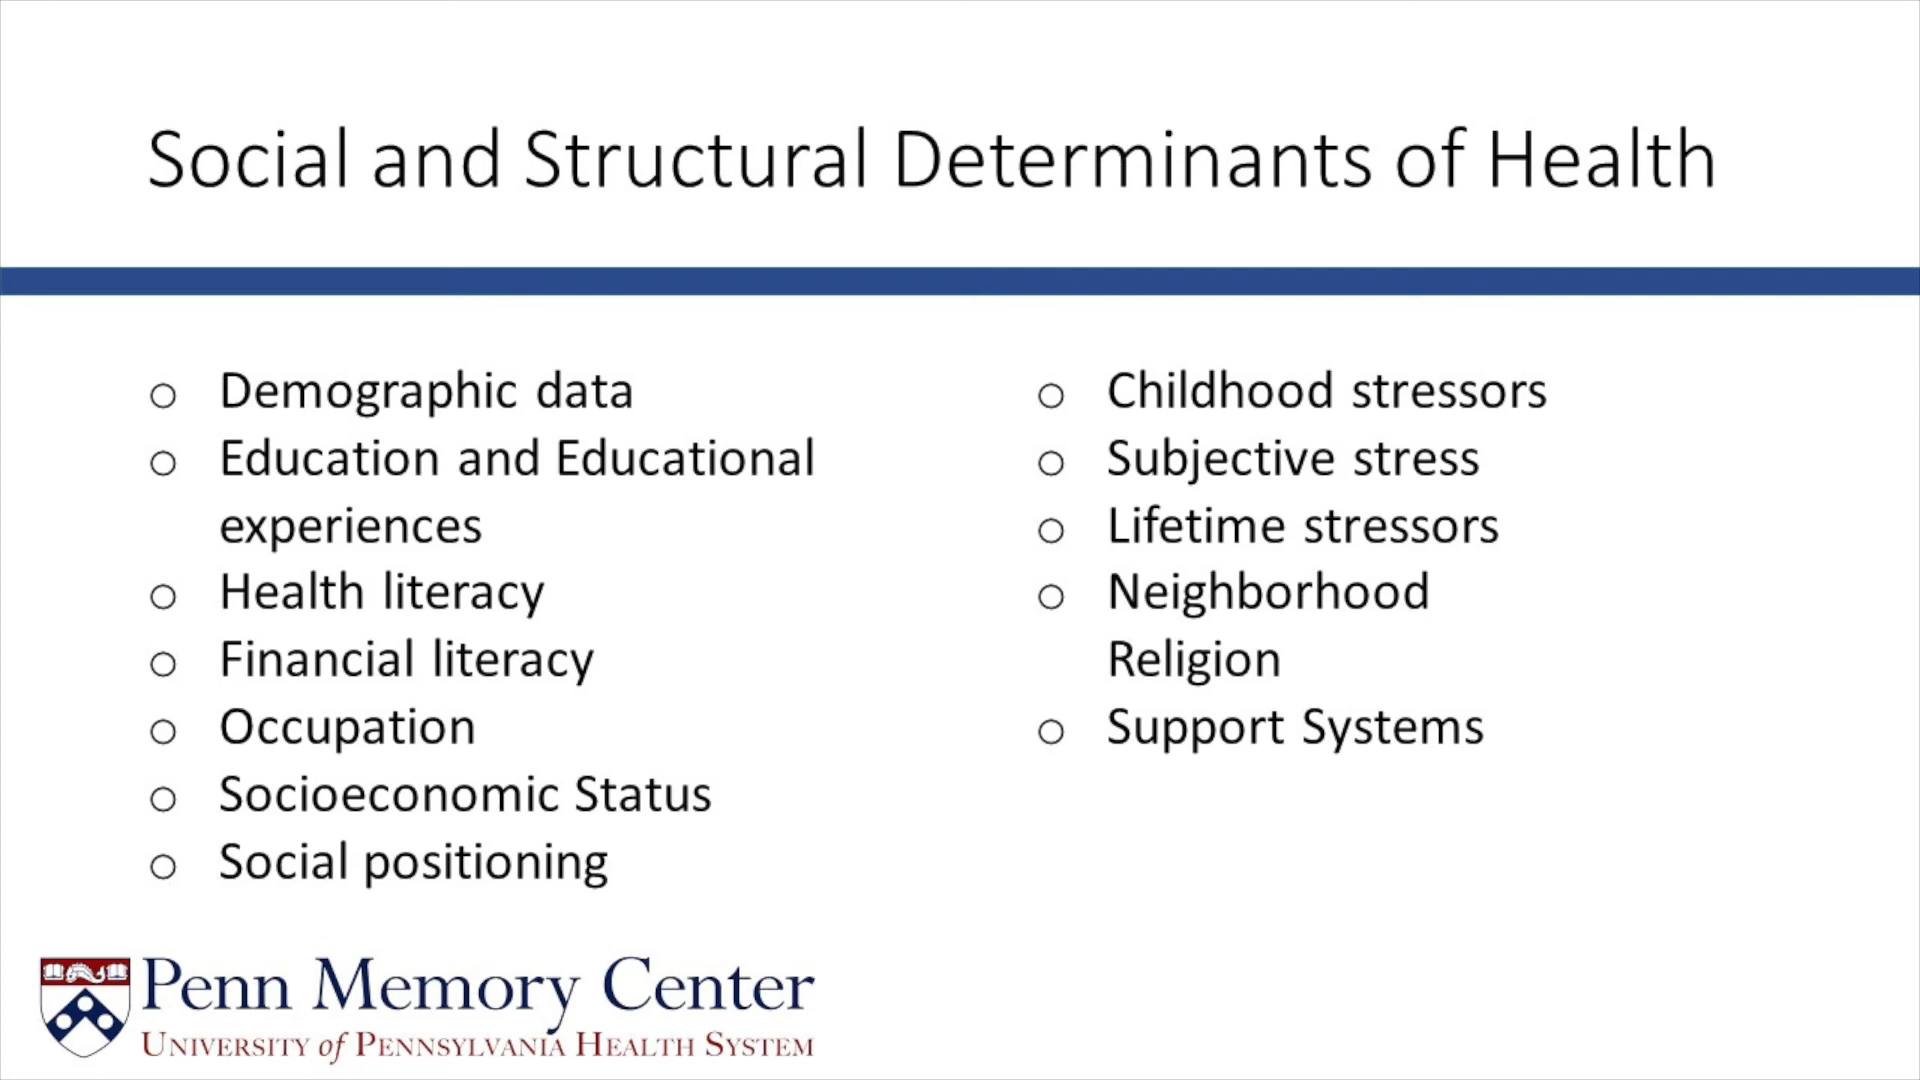 Social and Structural Determinants of Health
○ Demographic data
○ Education and Educational
experiences
○ Health literacy
○ Financial literacy
○ Occupation
○ Socioeconomic Status
○ Social positioning
○ Childhood stressors
○ Subjective stress
○ Lifetime stressors
○ Neighborhood
Religion
○ Support Systems
Penn Memory Center
University of Pennsylvania Health System